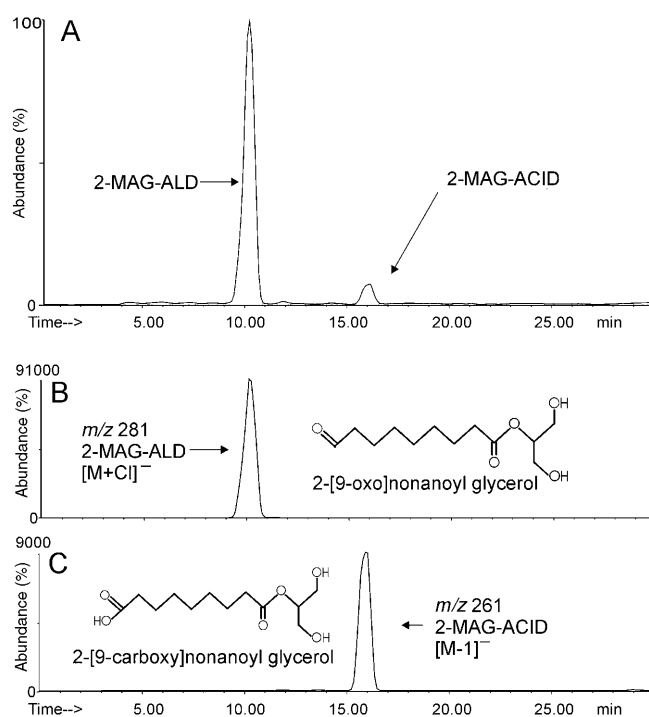 A
100
Abundance (%)
0
2-MAG-ALD
2-MAG-ACID
Time--> 5.00 10.00 15.00 20.00 25.00 min
B
91000
Abundance (%)
0
m/z 281
2-MAG-ALD
[M+Cl]⁻
O
O
O
OH
OH
2-[9-oxo]nonanoyl glycerol
C
9000
Abundance (%)
0
O
HO
O
O
OH
OH
2-[9-carboxy]nonanoyl glycerol
m/z 261
2-MAG-ACID
[M-1]⁻
Time--> 5.00 10.00 15.00 20.00 25.00 min